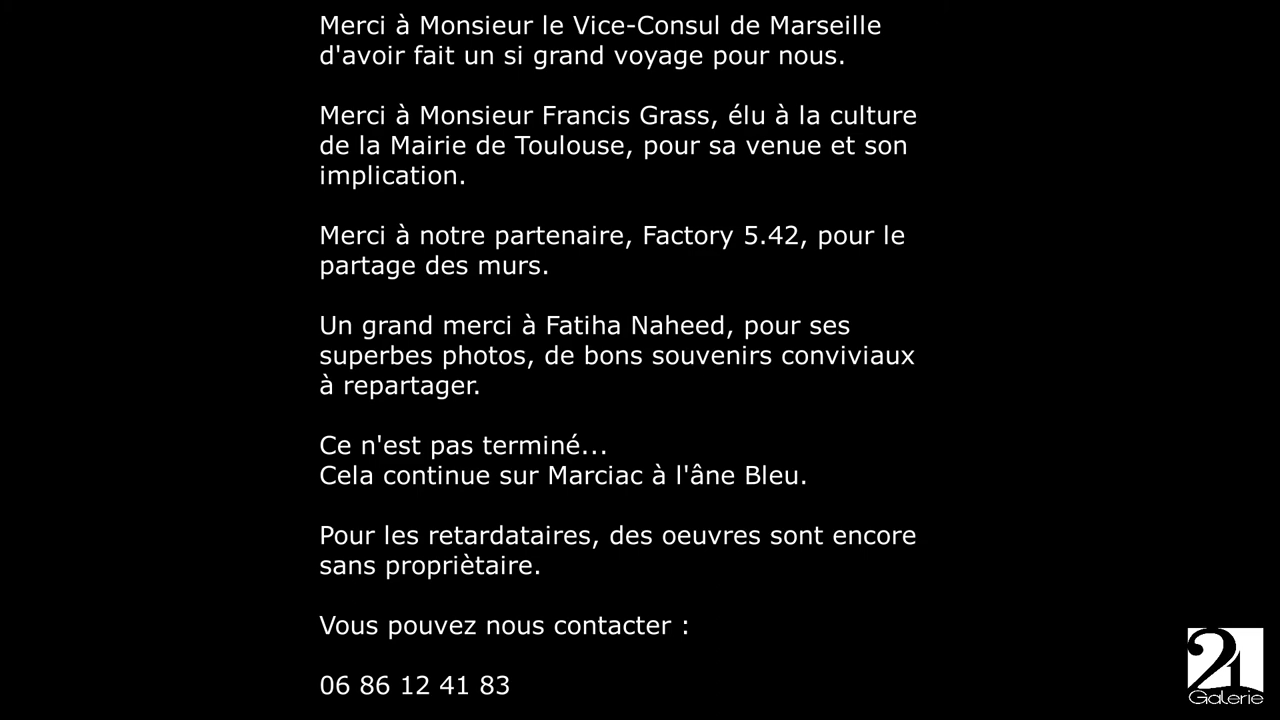 Merci à Monsieur le Vice-Consul de Marseille
d'avoir fait un si grand voyage pour nous.
Merci à Monsieur Francis Grass, élu à la culture
de la Mairie de Toulouse, pour sa venue et son
implication.
Merci à notre partenaire, Factory 5.42, pour le
partage des murs.
Un grand merci à Fatiha Naheed, pour ses
superbes photos, de bons souvenirs conviviaux
à repartager.
Ce n'est pas terminé...
Cela continue sur Marciac à l'âne Bleu.
Pour les retardataires, des oeuvres sont encore
sans propriètaire.
Vous pouvez nous contacter :
06 86 12 41 83
21
Galerie